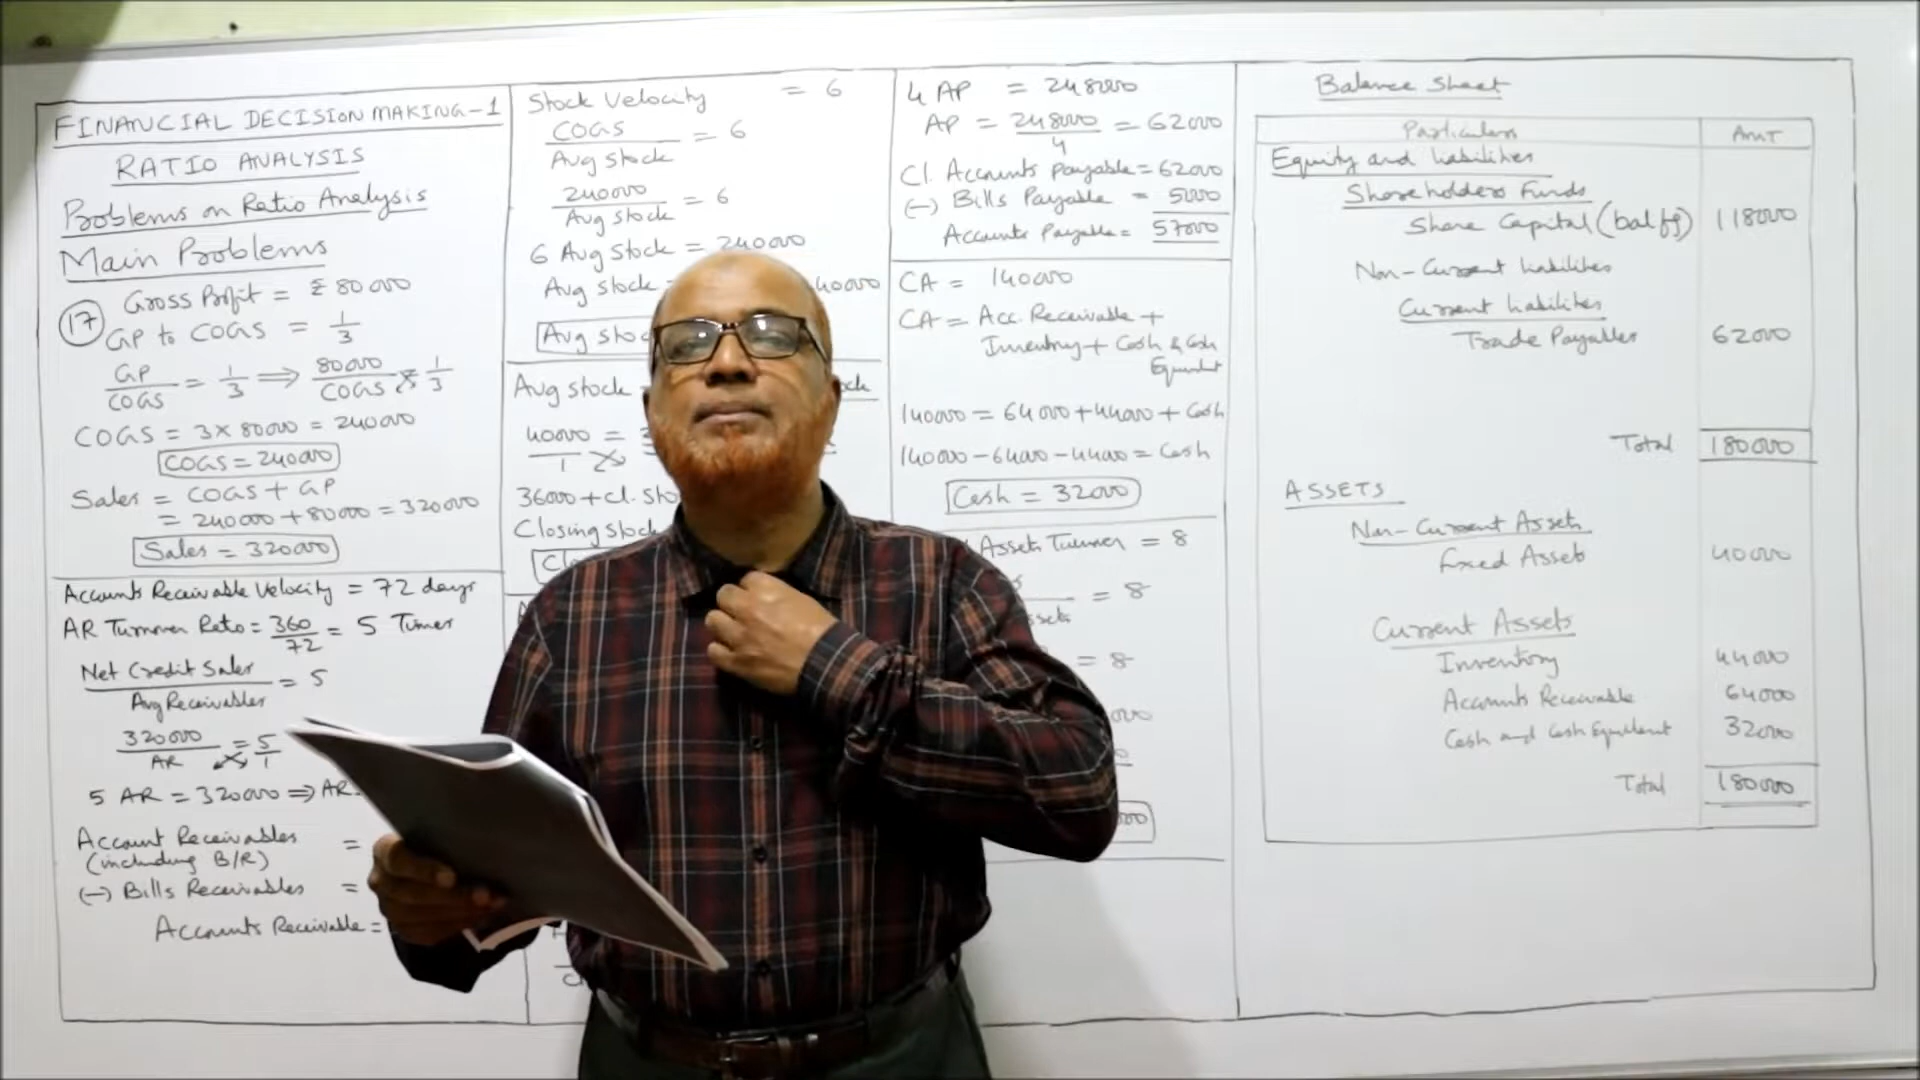 FINANCIAL DECISION MAKING-1
RATIO ANALYSIS
Problems on Ratio Analysis
Main Problems
17 Gross Profit = ₹ 80000
GP to COGS = 1/3
GP/COGS = 1/3 ⟹ 80000/COGS = 1/3
COGS = 3 x 80000 = 240000
COGS = 240000
Sales = COGS + GP
= 240000 + 80000 = 320000
Sales = 320000
Accounts Receivable Velocity = 72 days
AR Turnover Ratio = 360/72 = 5 Times
Net Credit Sales/Avg Receivables = 5
320000/AR = 5/1
5 AR = 320000 ⟹ AR =
Account Receivables =
(including B/R)
(-) Bills Receivables =
Accounts Receivable =
Stock Velocity = 6
COGS/Avg stock = 6
240000/Avg stock = 6
6 Avg stock = 240000
Avg stock = 40000
Avg stoc
Avg stock =
40000/1 =
36000 + cl. sto
Closing stock
4 AP = 248000
AP = 248000/4 = 62000
Cl. Accounts payable = 62000
(-) Bills Payable = 5000
Accounts Payable = 57000
CA = 140000
CA = Acc. Receivable +
Inventory + Cash & Cash
Equivalent
140000 = 64000 + 44000 + Cash
140000 - 64000 - 44000 = Cash
Cash = 32000
Assets Turnover = 8
= 8
= 8
Balance Sheet
Particulars Amt
Equity and liabilities
Shareholders Funds
Share Capital (bal fg) 118000
Non-Current liabilities
Current liabilities
Trade Payables 62000
Total 180000
ASSETS
Non-Current Assets
Fixed Assets 40000
Current Assets
Inventory 44000
Accounts Receivable 64000
Cash and Cash Equivalent 32000
Total 180000